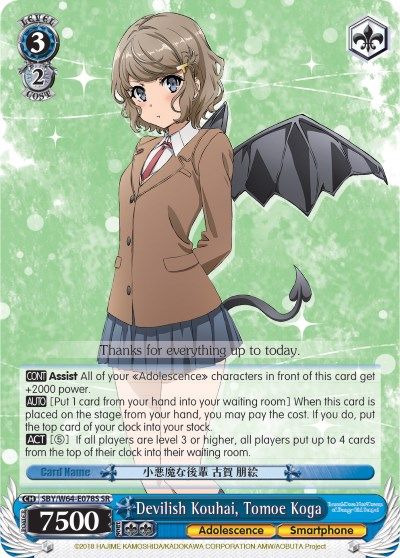 LEVEL
3
2
COST
Thanks for everything up to today.
CONT Assist All of your «Adolescence» characters in front of this card get
+2000 power.
AUTO [Put 1 card from your hand into your waiting room] When this card is
placed on the stage from your hand, you may pay the cost. If you do, put
the top card of your clock into your stock.
ACT [⑤] If all players are level 3 or higher, all players put up to 4 cards
from the top of their clock into their waiting room.
Card Name 小悪魔な後輩 古賀 朋絵
CH SBY/W64-E078S SR
Devilish Kouhai, Tomoe Koga
POWER 7500
Adolescence Smartphone
©2018 HAJIME KAMOSHIDA/KADOKAWA CORPORATION AMW/AOBUTA Project